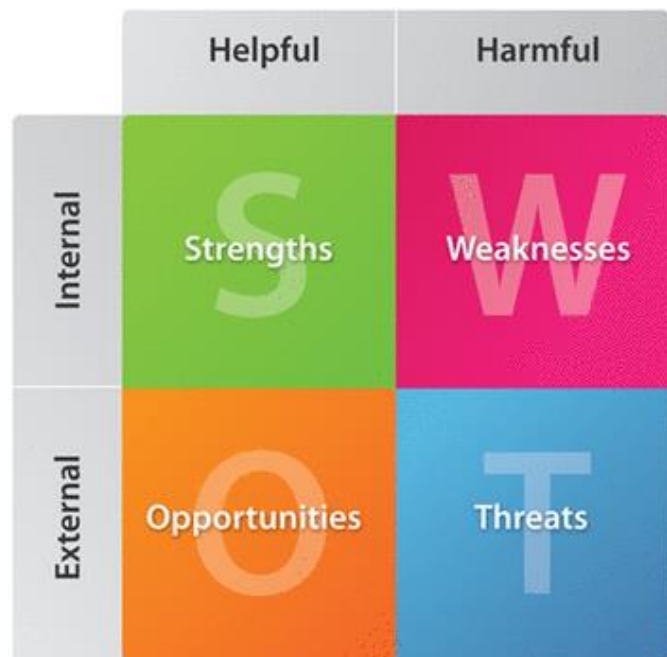 Helpful
Harmful
Internal
S
Strengths
W
Weaknesses
External
O
Opportunities
T
Threats